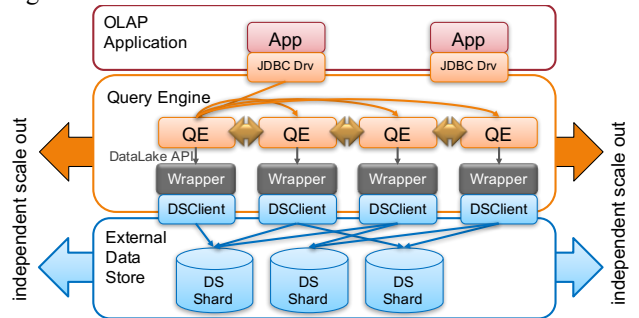 OLAP
Application
App
App
JDBC Drv
JDBC Drv
Query Engine
QE
QE
QE
QE
DataLake API
Wrapper
Wrapper
Wrapper
Wrapper
DSClient
DSClient
DSClient
DSClient
External
Data
Store
DS
Shard
DS
Shard
DS
Shard
independent scale out
independent scale out